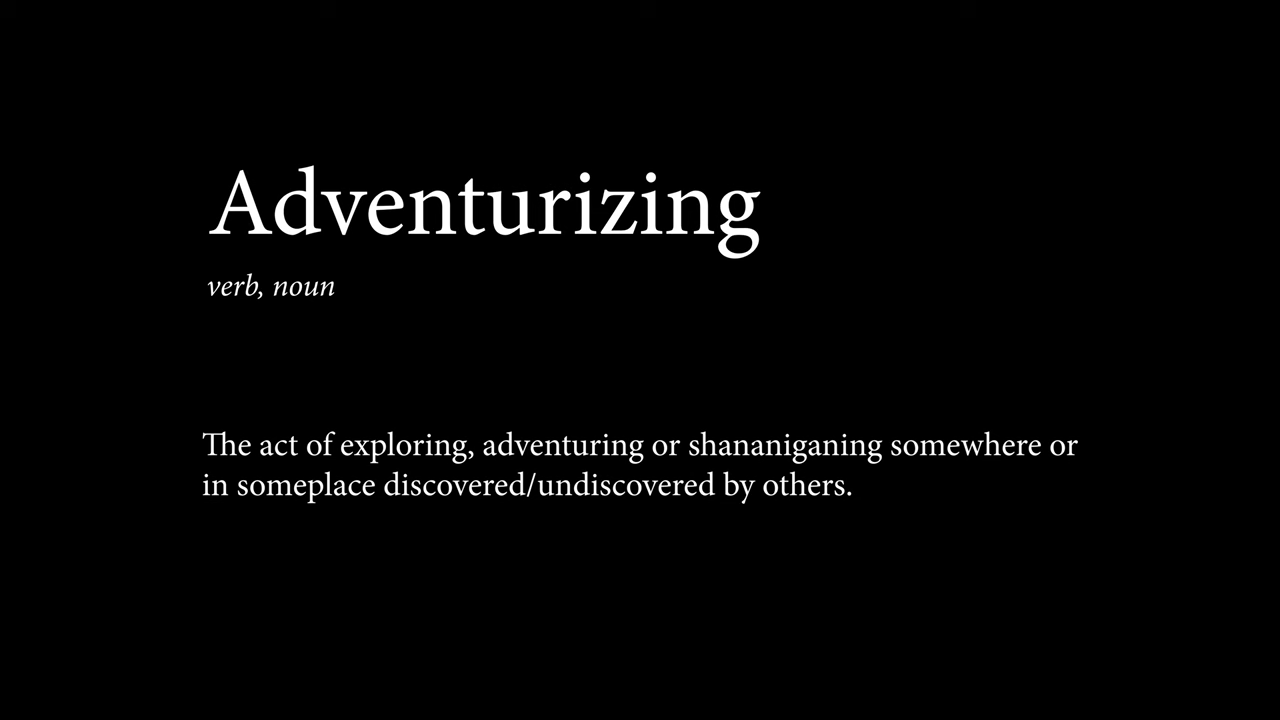 Adventurizing
verb, noun
The act of exploring, adventuring or shananiganing somewhere or
in someplace discovered/undiscovered by others.